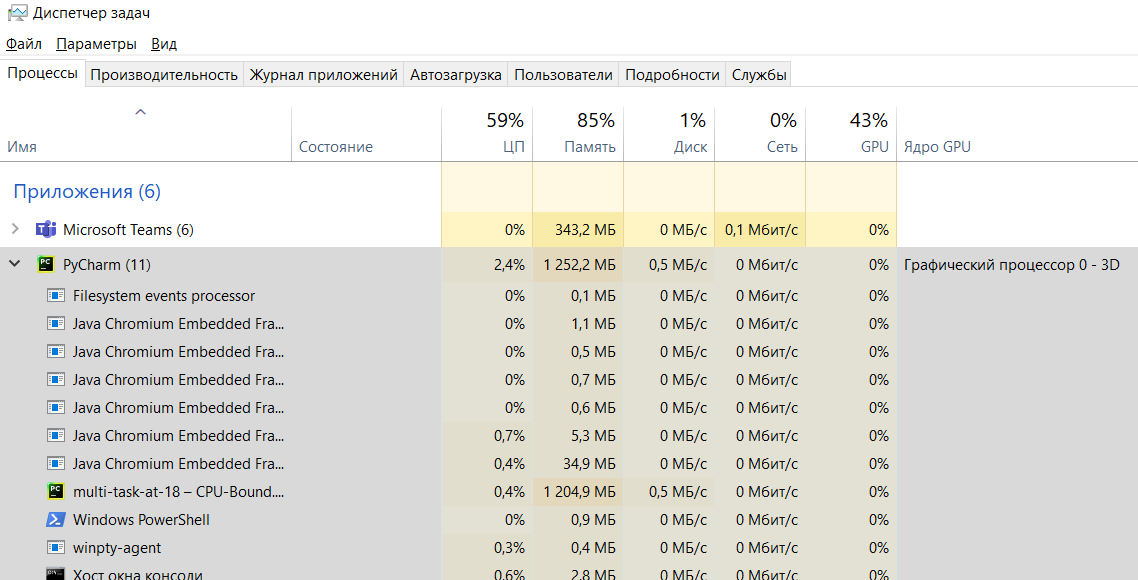 Диспетчер задач
Файл Параметры Вид
Процессы Производительность Журнал приложений Автозагрузка Пользователи Подробности Службы
59% 85% 1% 0% 43%
Имя Состояние ЦП Память Диск Сеть GPU Ядро GPU
Приложения (6)
Microsoft Teams (6) 0% 343,2 МБ 0 МБ/с 0,1 Мбит/с 0%
PyCharm (11) 2,4% 1 252,2 МБ 0,5 МБ/с 0 Мбит/с 0% Графический процессор 0 - 3D
Filesystem events processor 0% 0,1 МБ 0 МБ/с 0 Мбит/с 0%
Java Chromium Embedded Fra... 0% 1,1 МБ 0 МБ/с 0 Мбит/с 0%
Java Chromium Embedded Fra... 0% 0,5 МБ 0 МБ/с 0 Мбит/с 0%
Java Chromium Embedded Fra... 0% 0,7 МБ 0 МБ/с 0 Мбит/с 0%
Java Chromium Embedded Fra... 0% 0,6 МБ 0 МБ/с 0 Мбит/с 0%
Java Chromium Embedded Fra... 0,7% 5,3 МБ 0 МБ/с 0 Мбит/с 0%
Java Chromium Embedded Fra... 0,4% 34,9 МБ 0 МБ/с 0 Мбит/с 0%
multi-task-at-18 – CPU-Bound.... 0,4% 1 204,9 МБ 0,5 МБ/с 0 Мбит/с 0%
Windows PowerShell 0% 0,9 МБ 0 МБ/с 0 Мбит/с 0%
winpty-agent 0,3% 0,4 МБ 0 МБ/с 0 Мбит/с 0%
Хост окна консоли 0,6% 2,8 МБ 0 МБ/с 0 Мбит/с 0%